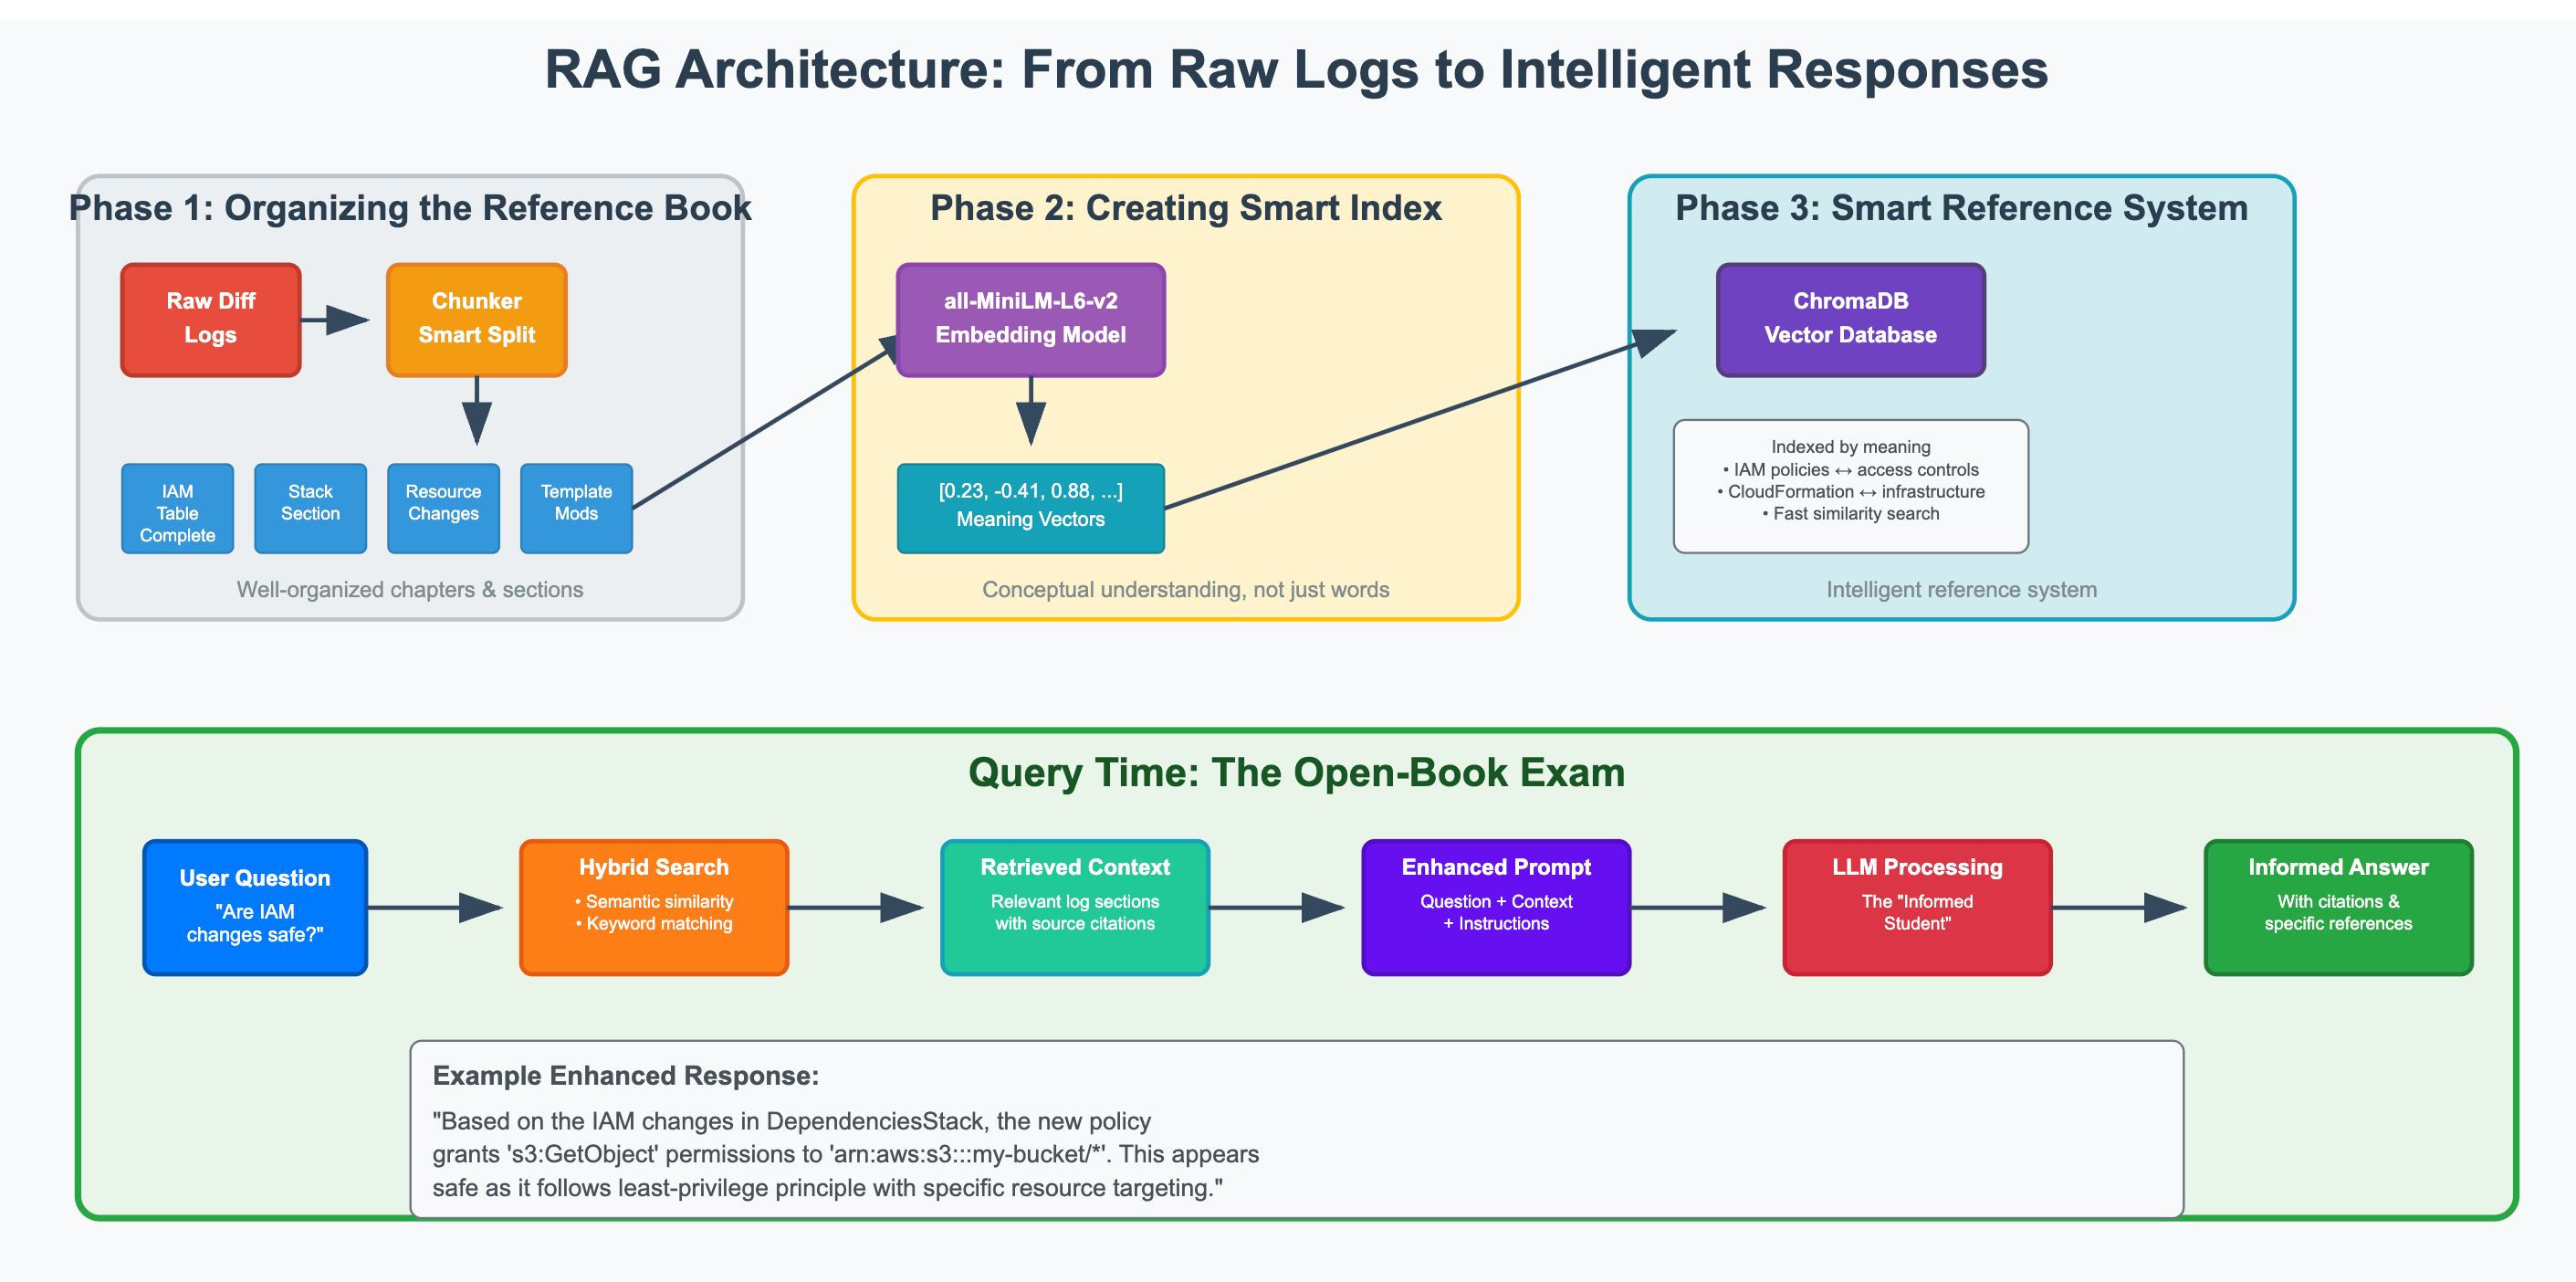 RAG Architecture: From Raw Logs to Intelligent Responses
Phase 1: Organizing the Reference Book
Raw Diff
Logs
Chunker
Smart Split
IAM
Table
Complete
Stack
Section
Resource
Changes
Template
Mods
Well-organized chapters & sections
Phase 2: Creating Smart Index
all-MiniLM-L6-v2
Embedding Model
[0.23, -0.41, 0.88, ...]
Meaning Vectors
Conceptual understanding, not just words
Phase 3: Smart Reference System
ChromaDB
Vector Database
Indexed by meaning
• IAM policies ↔ access controls
• CloudFormation ↔ infrastructure
• Fast similarity search
Intelligent reference system
Query Time: The Open-Book Exam
User Question
"Are IAM
changes safe?"
Hybrid Search
• Semantic similarity
• Keyword matching
Retrieved Context
Relevant log sections
with source citations
Enhanced Prompt
Question + Context
+ Instructions
LLM Processing
The "Informed
Student"
Informed Answer
With citations &
specific references
Example Enhanced Response:
"Based on the IAM changes in DependenciesStack, the new policy
grants 's3:GetObject' permissions to 'arn:aws:s3:::my-bucket/*'. This appears
safe as it follows least-privilege principle with specific resource targeting."